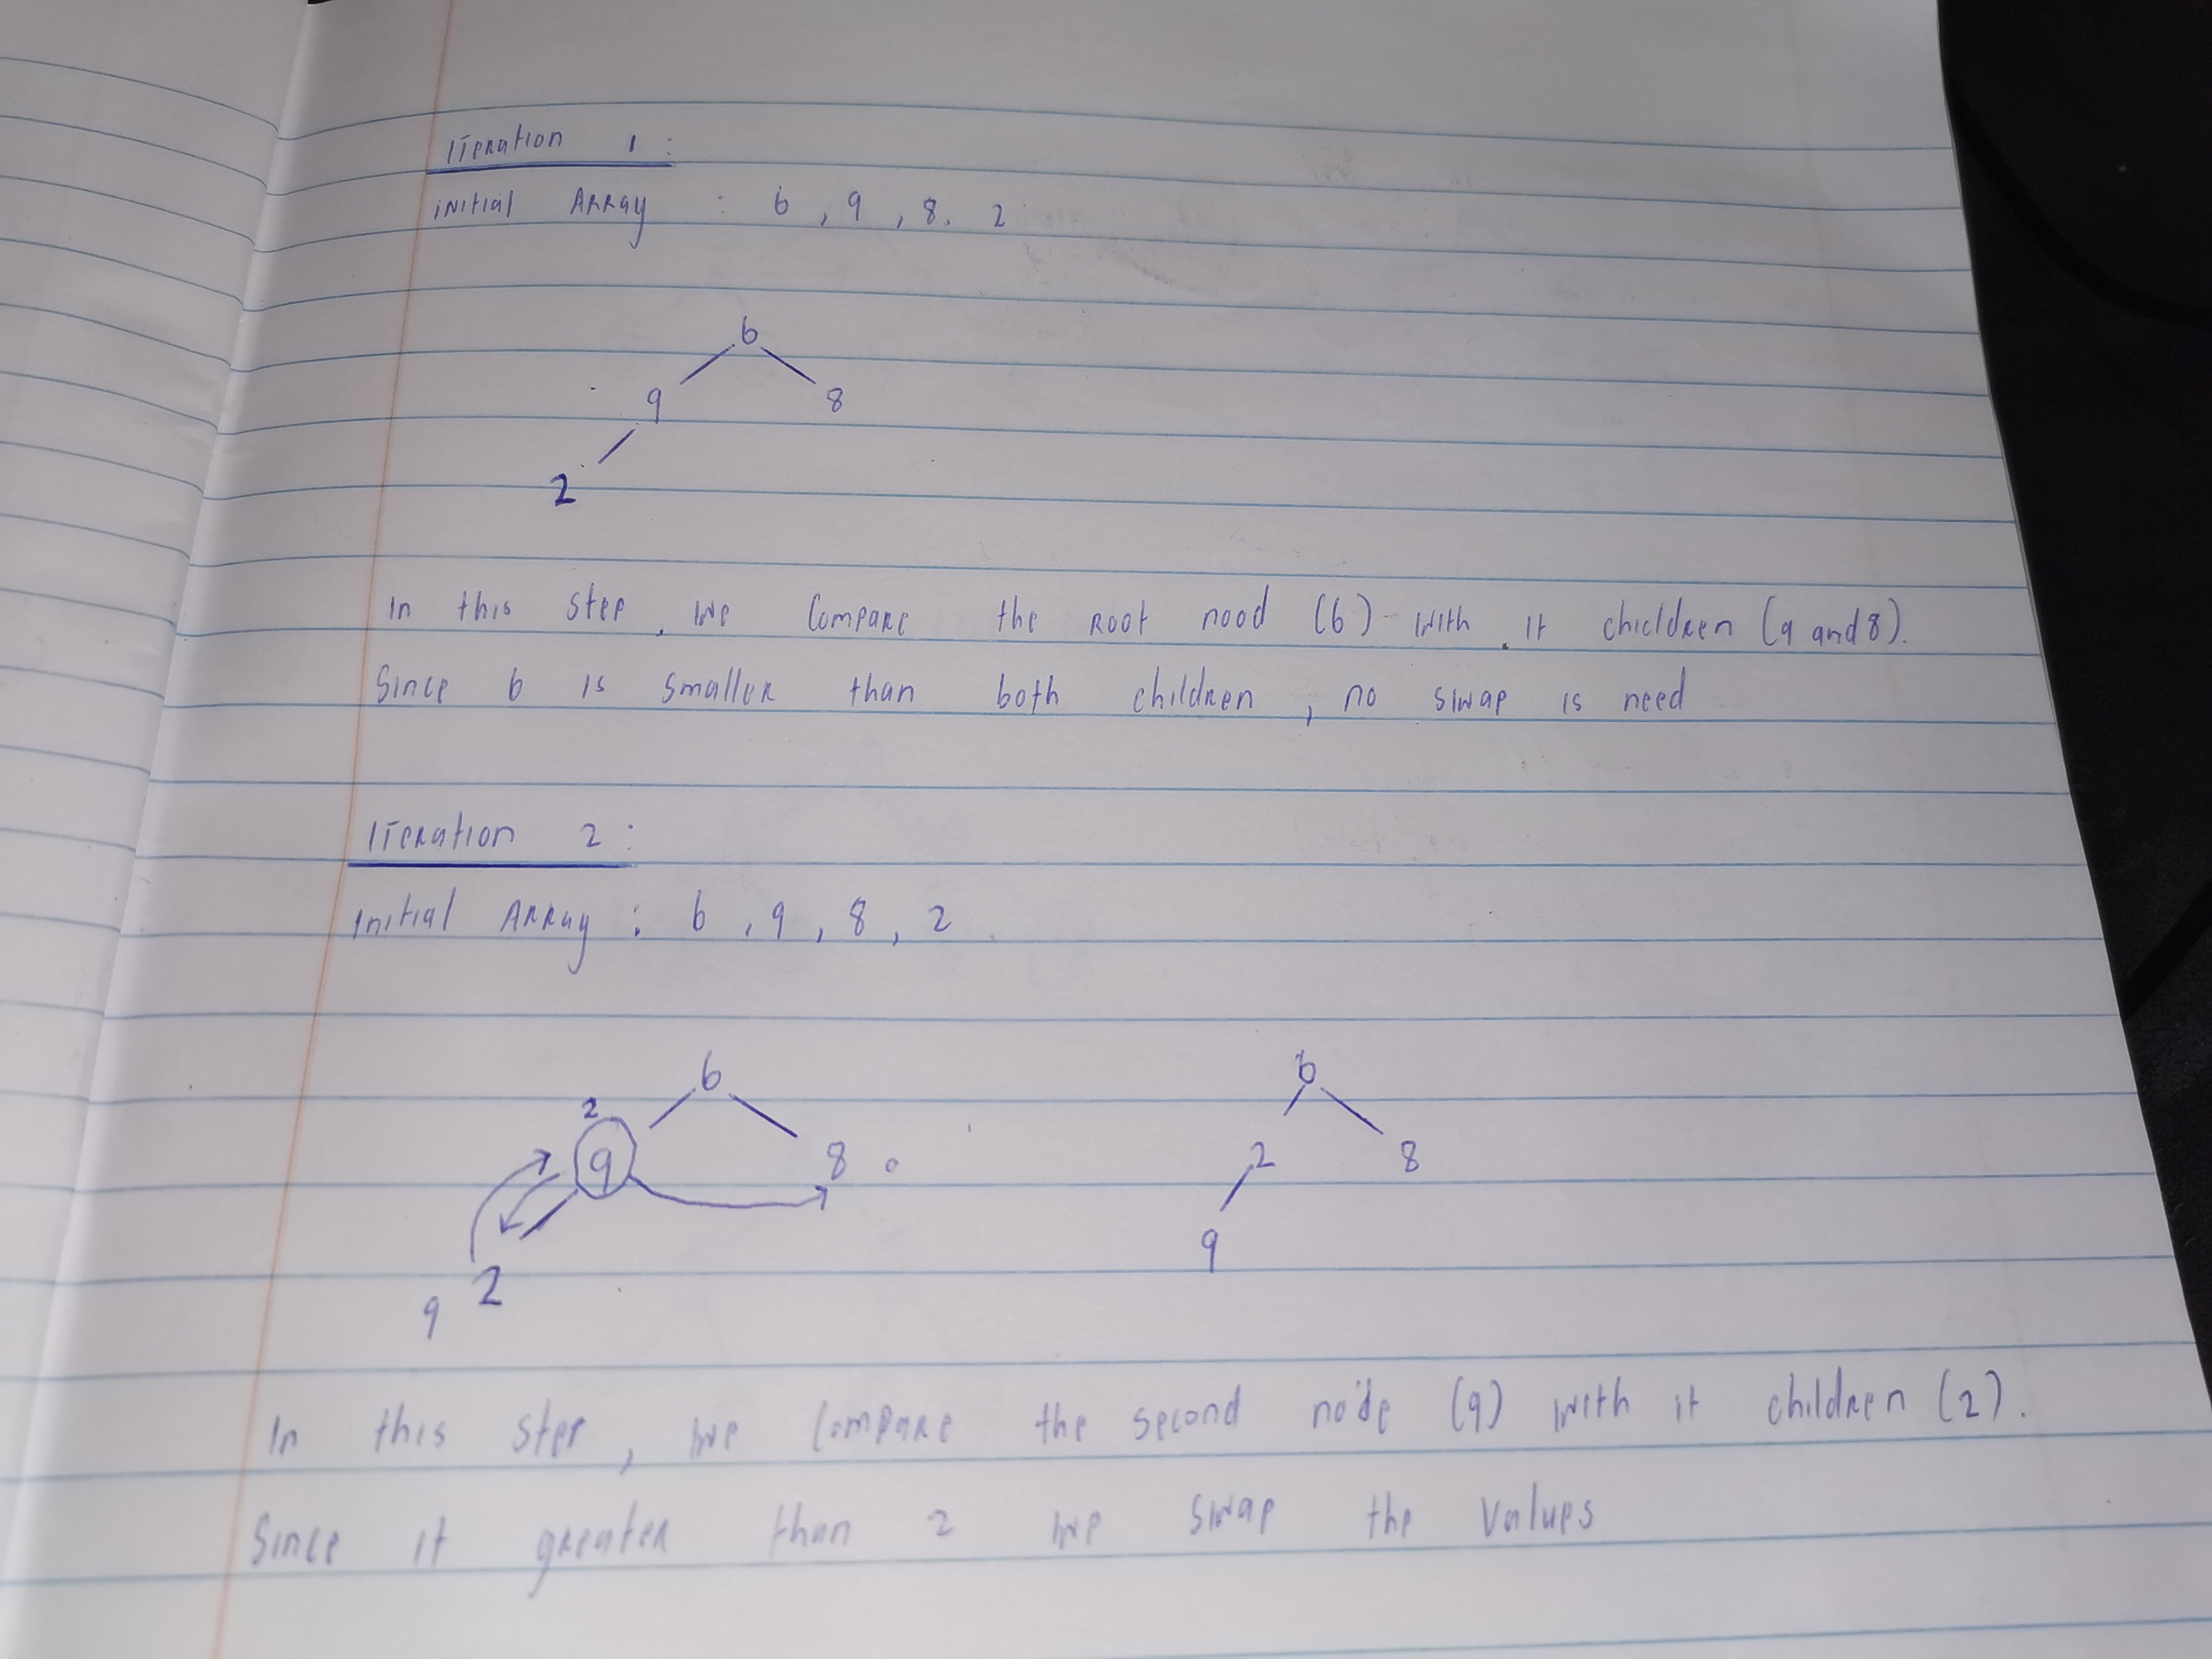 Iteration 1 :
initial Array : 6 , 9 , 8. 2
6
9 8
2
In this step, we Compare the Root nood (6) with it chicldren (9 and 8).
Since 6 is smaller than both children , no swap is need
Iteration 2 :
Initial Array : 6 , 9 , 8 , 2
6 6
2
9 8 2 8
9 2 9
In this step , we Compare the second node (9) with it children (2).
Since it greater than 2 we swap the values